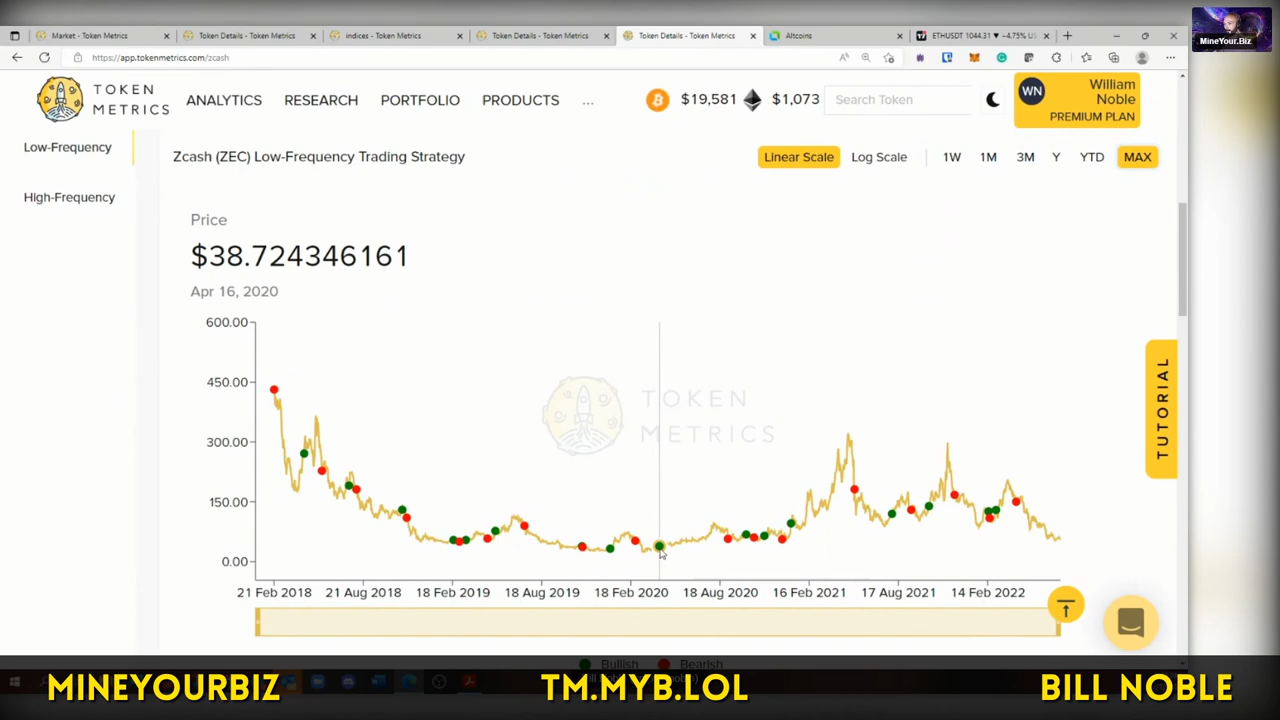 Market - Token Metrics
Token Details - Token Metrics
indices - Token Metrics
Token Details - Token Metrics
Token Details - Token Metrics
Altcoins
ETHUSDT 1044.31 ▼ −4.75%
https://app.tokenmetrics.com/zcash
MineYour.Biz
TOKEN
METRICS
ANALYTICS
RESEARCH
PORTFOLIO
PRODUCTS
...
$19,581
$1,073
Search Token
WN
William
Noble
PREMIUM PLAN
Low-Frequency
High-Frequency
Zcash (ZEC) Low-Frequency Trading Strategy
Linear Scale
Log Scale
1W
1M
3M
Y
YTD
MAX
Price
$38.724346161
Apr 16, 2020
600.00
450.00
300.00
150.00
0.00
TOKEN
METRICS
21 Feb 2018
21 Aug 2018
18 Feb 2019
18 Aug 2019
18 Feb 2020
18 Aug 2020
16 Feb 2021
17 Aug 2021
14 Feb 2022
TUTORIAL
Bullish
Bearish
MINEYOURBIZ
TM.MYB.LOL
BILL NOBLE